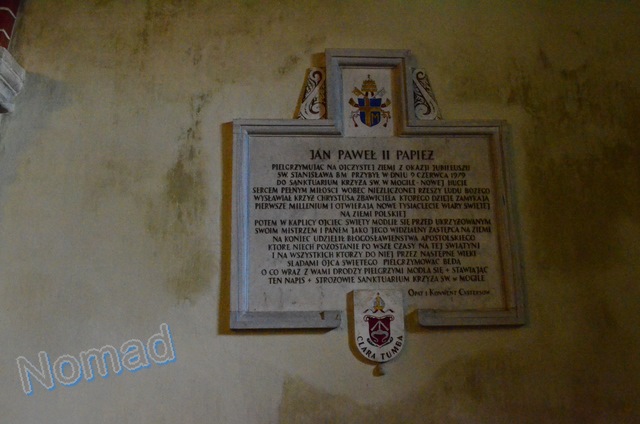 JAN PAWEŁ II PAPIEŻ
PIELGRZYMUJĄC NA OJCZYSTEJ ZIEMI Z OKAZJI JUBILEUSZU
ŚW. STANISŁAWA BM. PRZYBYŁ W DNIU 9 CZERWCA 1979
DO SANKTUARIUM KRZYŻA ŚW. W MOGILE - NOWEJ HUCIE
SERCEM PEŁNYM MIŁOŚCI WOBEC NIEZLICZONEJ RZESZY LUDU BOŻEGO
WYSŁAWIAŁ KRZYŻ CHRYSTUSA ZBAWICIELA KTÓREGO DZIEJE ZAMYKAJĄ
PIERWSZE MILLENIUM I OTWIERAJĄ NOWE TYSIĄCLECIE WIARY ŚWIĘTEJ
NA ZIEMI POLSKIEJ
POTEM W KAPLICY OJCIEC ŚWIĘTY MODLIŁ SIĘ PRZED UKRZYŻOWANYM
SWOIM MISTRZEM I PANEM JAKO JEGO WIDZIALNY ZASTĘPCA NA ZIEMI
NA KONIEC UDZIELIŁ BŁOGOSŁAWIEŃSTWA APOSTOLSKIEGO
KTÓRE NIECH POZOSTANIE PO WSZE CZASY NA TEJ ŚWIĄTYNI
I NA WSZYSTKICH KTÓRZY DO NIEJ PRZEZ NASTĘPNE WIEKI
ŚLADAMI OJCA ŚWIĘTEGO PIELGRZYMOWAĆ BĘDĄ
O CO WRAZ Z WAMI DRODZY PIELGRZYMI MODLĄ SIĘ + STAWIAJĄC
TEN NAPIS + STRÓŻOWIE SANKTUARIUM KRZYŻA ŚW. W MOGILE
OPAT I KONWENT CYSTERSÓW
CLARA TUMBA
Nomad